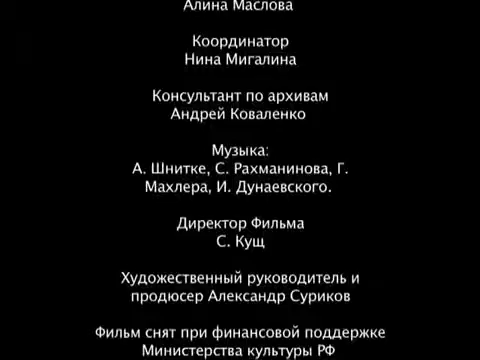 Алина Маслова
Координатор
Нина Мигалина
Консультант по архивам
Андрей Коваленко
Музыка:
А. Шнитке, С. Рахманинова, Г.
Махлера, И. Дунаевского.
Директор Фильма
С. Кущ
Художественный руководитель и
продюсер Александр Суриков
Фильм снят при финансовой поддержке
Министерства культуры РФ